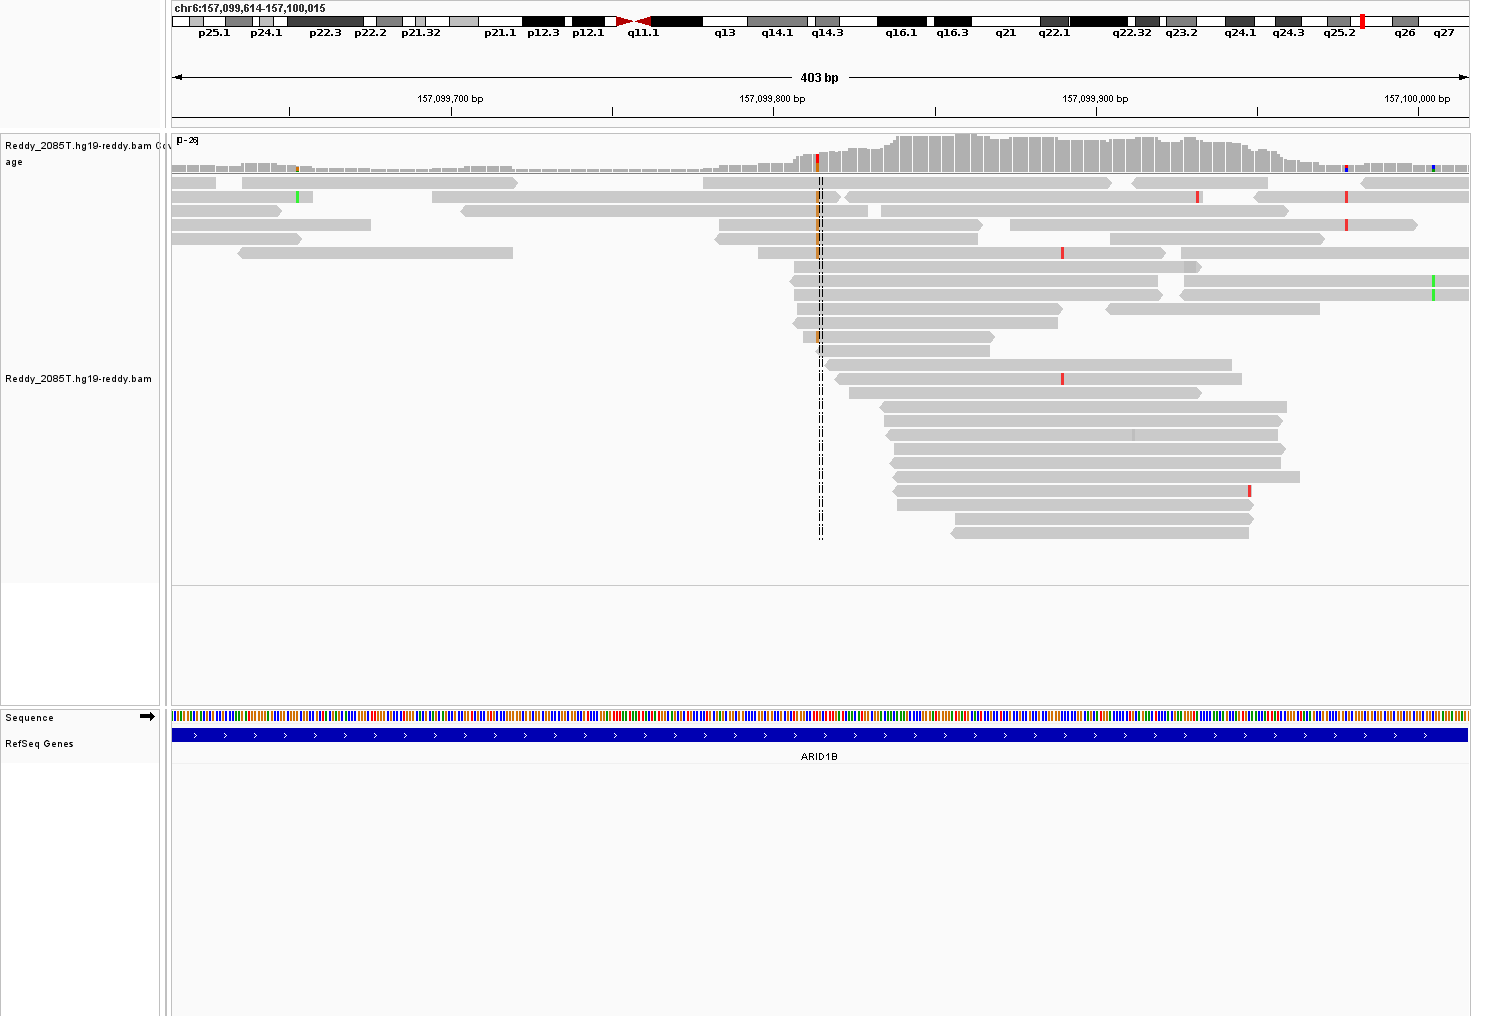 chr6:157,099,614-157,100,015
p25.1 p24.1 p22.3 p22.2 p21.32 p21.1 p12.3 p12.1 q11.1 q13 q14.1 q14.3 q16.1 q16.3 q21 q22.1 q22.32 q23.2 q24.1 q24.3 q25.2 q26 q27
403 bp
157,099,700 bp 157,099,800 bp 157,099,900 bp 157,100,000 bp
[0-26]
Reddy_2085T.hg19-reddy.bam Cov
age
Reddy_2085T.hg19-reddy.bam
Sequence
RefSeq Genes
ARID1B